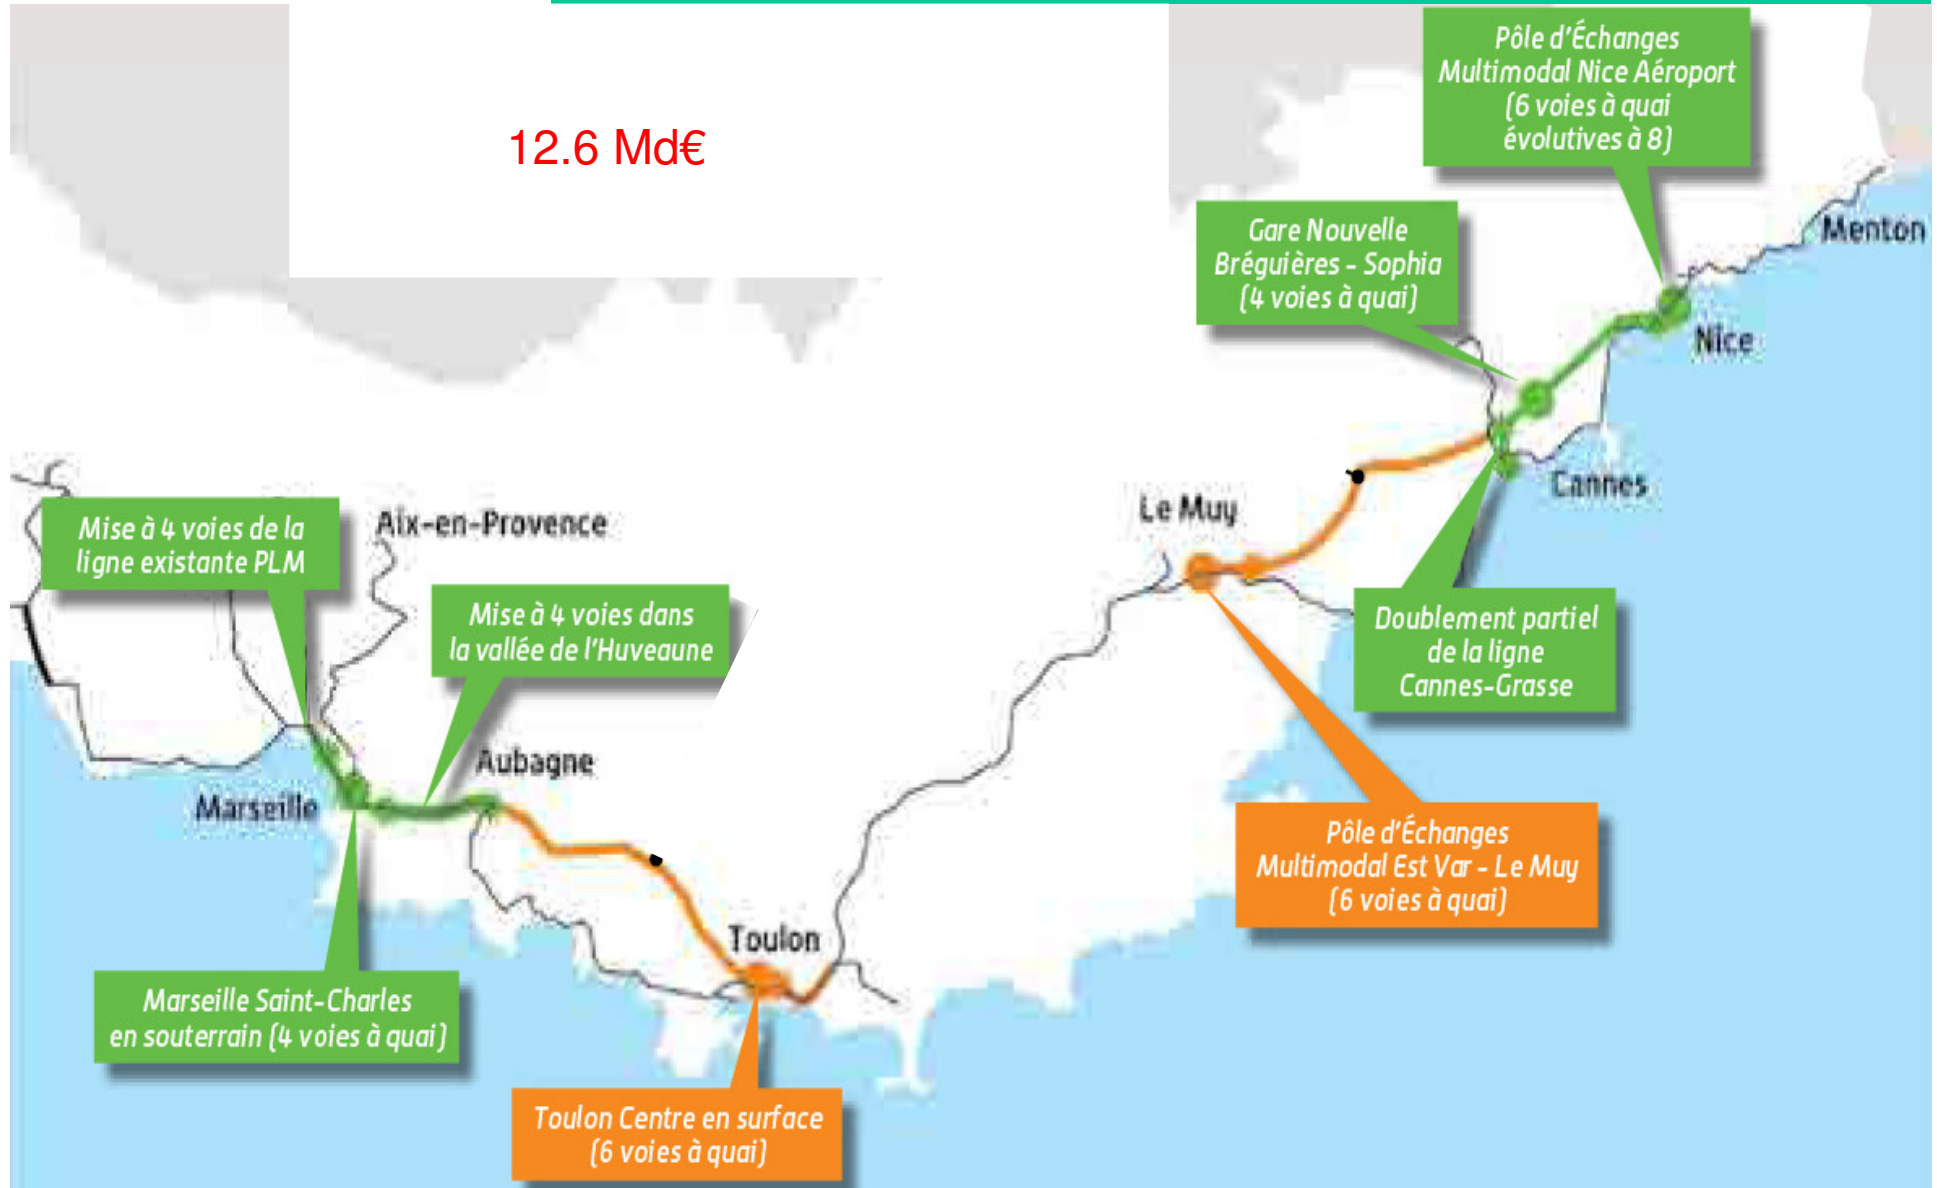 Pôle d'Échanges
Multimodal Nice Aéroport
(6 voies à quai
évolutives à 8)
12.6 Md€
Gare Nouvelle
Bréguières - Sophia
(4 voies à quai)
Menton
Nice
Cannes
Le Muy
Mise à 4 voies de la
ligne existante PLM
Aix-en-Provence
Mise à 4 voies dans
la vallée de l'Huveaune
Doublement partiel
de la ligne
Cannes-Grasse
Aubagne
Marseille
Pôle d'Échanges
Multimodal Est Var - Le Muy
(6 voies à quai)
Toulon
Marseille Saint-Charles
en souterrain (4 voies à quai)
Toulon Centre en surface
(6 voies à quai)